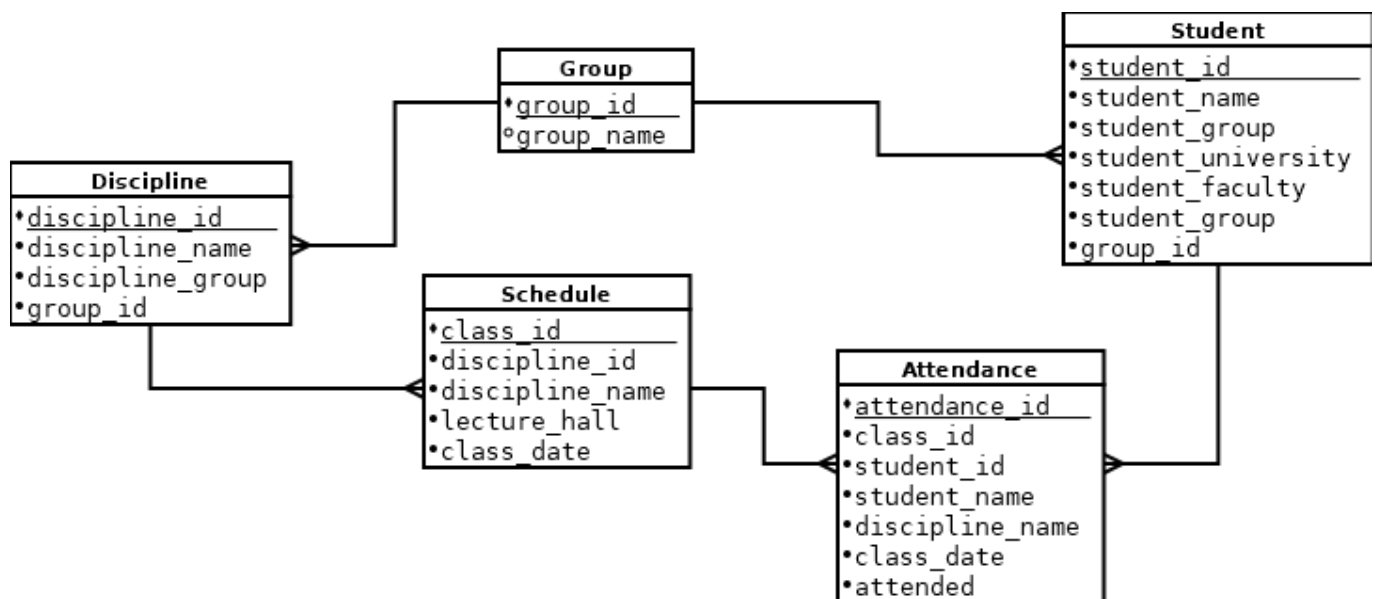 Group
group_id
group_name
Student
student_id
student_name
student_group
student_university
student_faculty
student_group
group_id
Discipline
discipline_id
discipline_name
discipline_group
group_id
Schedule
class_id
discipline_id
discipline_name
lecture_hall
class_date
Attendance
attendance_id
class_id
student_id
student_name
discipline_name
class_date
attended